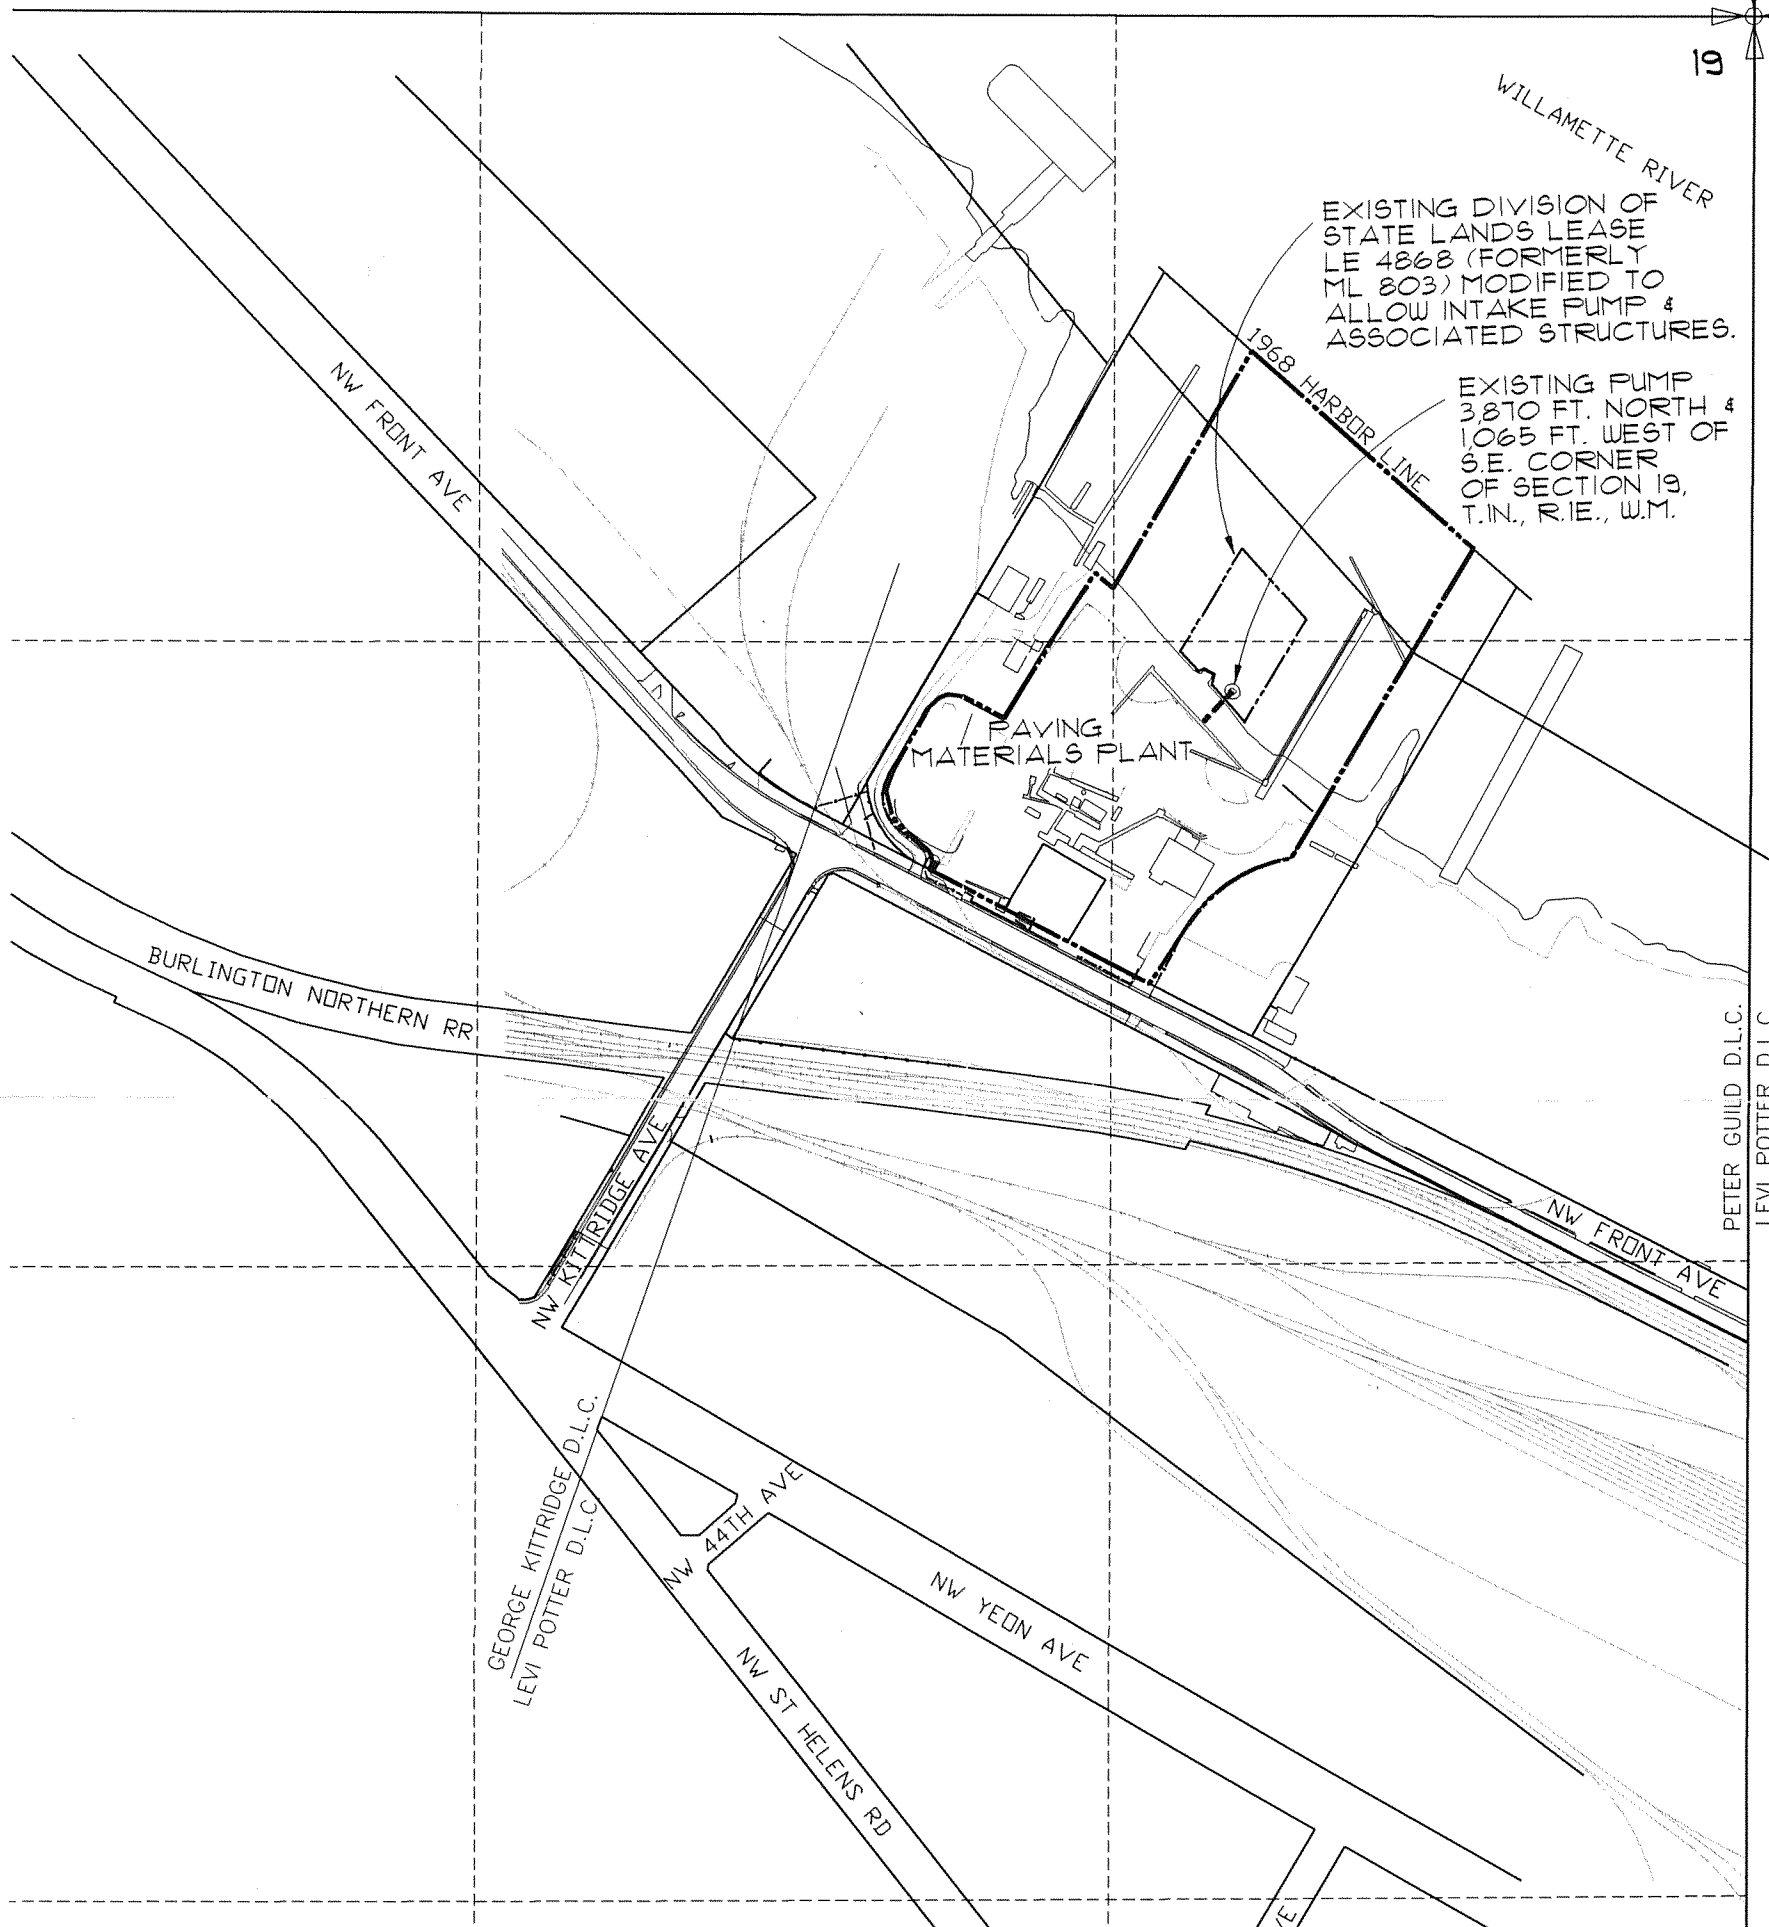 19
WILLAMETTE RIVER
EXISTING DIVISION OF
STATE LANDS LEASE
LE 4868 (FORMERLY
ML 803) MODIFIED TO
ALLOW INTAKE PUMP &
ASSOCIATED STRUCTURES.
1968 HARBOR LINE
EXISTING PUMP
3,870 FT. NORTH &
1,065 FT. WEST OF
S.E. CORNER
OF SECTION 19,
T.1N., R.1E., W.M.
NW FRONT AVE
PAVING
MATERIALS PLANT
BURLINGTON NORTHERN RR
NW KITTRIDGE AVE
PETER GUILD D.L.C.
LEVI POTTER D.L.C
NW FRONT AVE
GEORGE KITTRIDGE D.L.C.
LEVI POTTER D.L.C
NW 44TH AVE
NW YEON AVE
NW ST HELENS RD